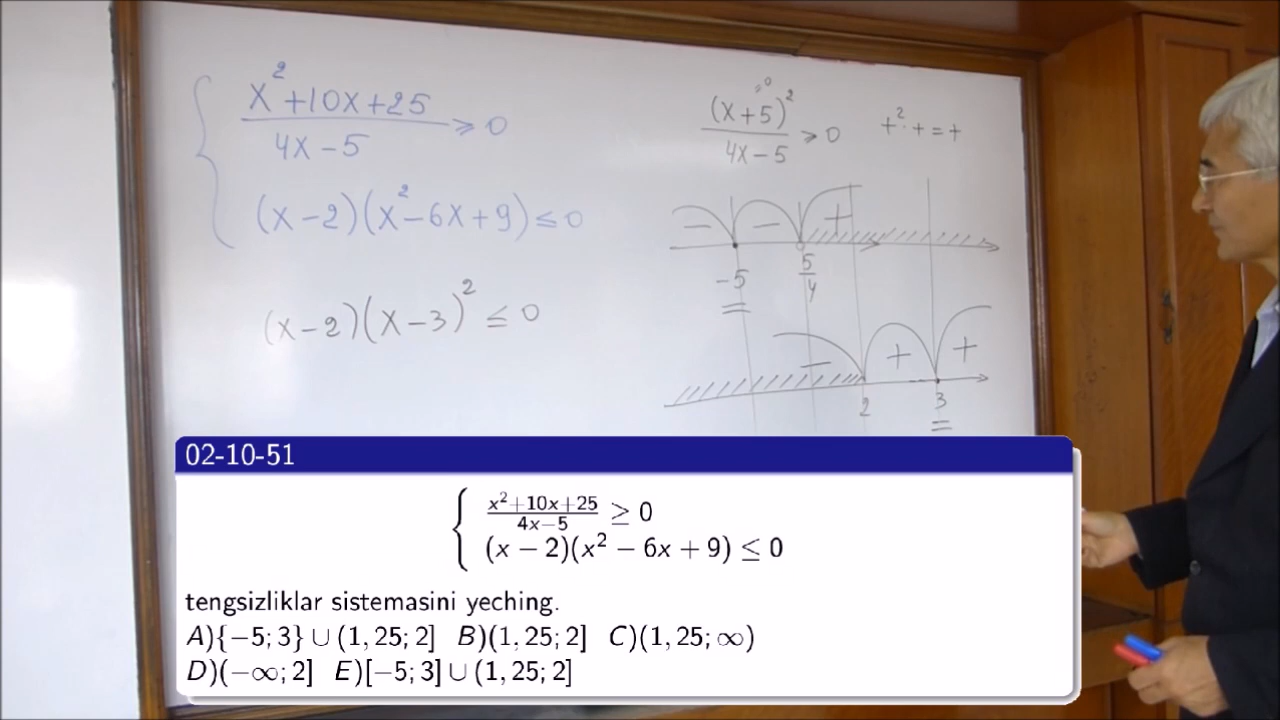 x²+10x+25
4x-5
≥ 0
(x-2)(x²-6x+9) ≤ 0
(x-2)(x-3)² ≤ 0
≥0
(x+5)²
4x-5
≥ 0
+²·+=+
- - +
-5 5/4
- + +
2 3
02-10-51
x²+10x+25
4x−5
≥ 0
(x − 2)(x² − 6x + 9) ≤ 0
tengsizliklar sistemasini yeching.
A){−5; 3} ∪ (1, 25; 2] B)(1, 25; 2] C)(1, 25; ∞)
D)(−∞; 2] E)[−5; 3] ∪ (1, 25; 2]